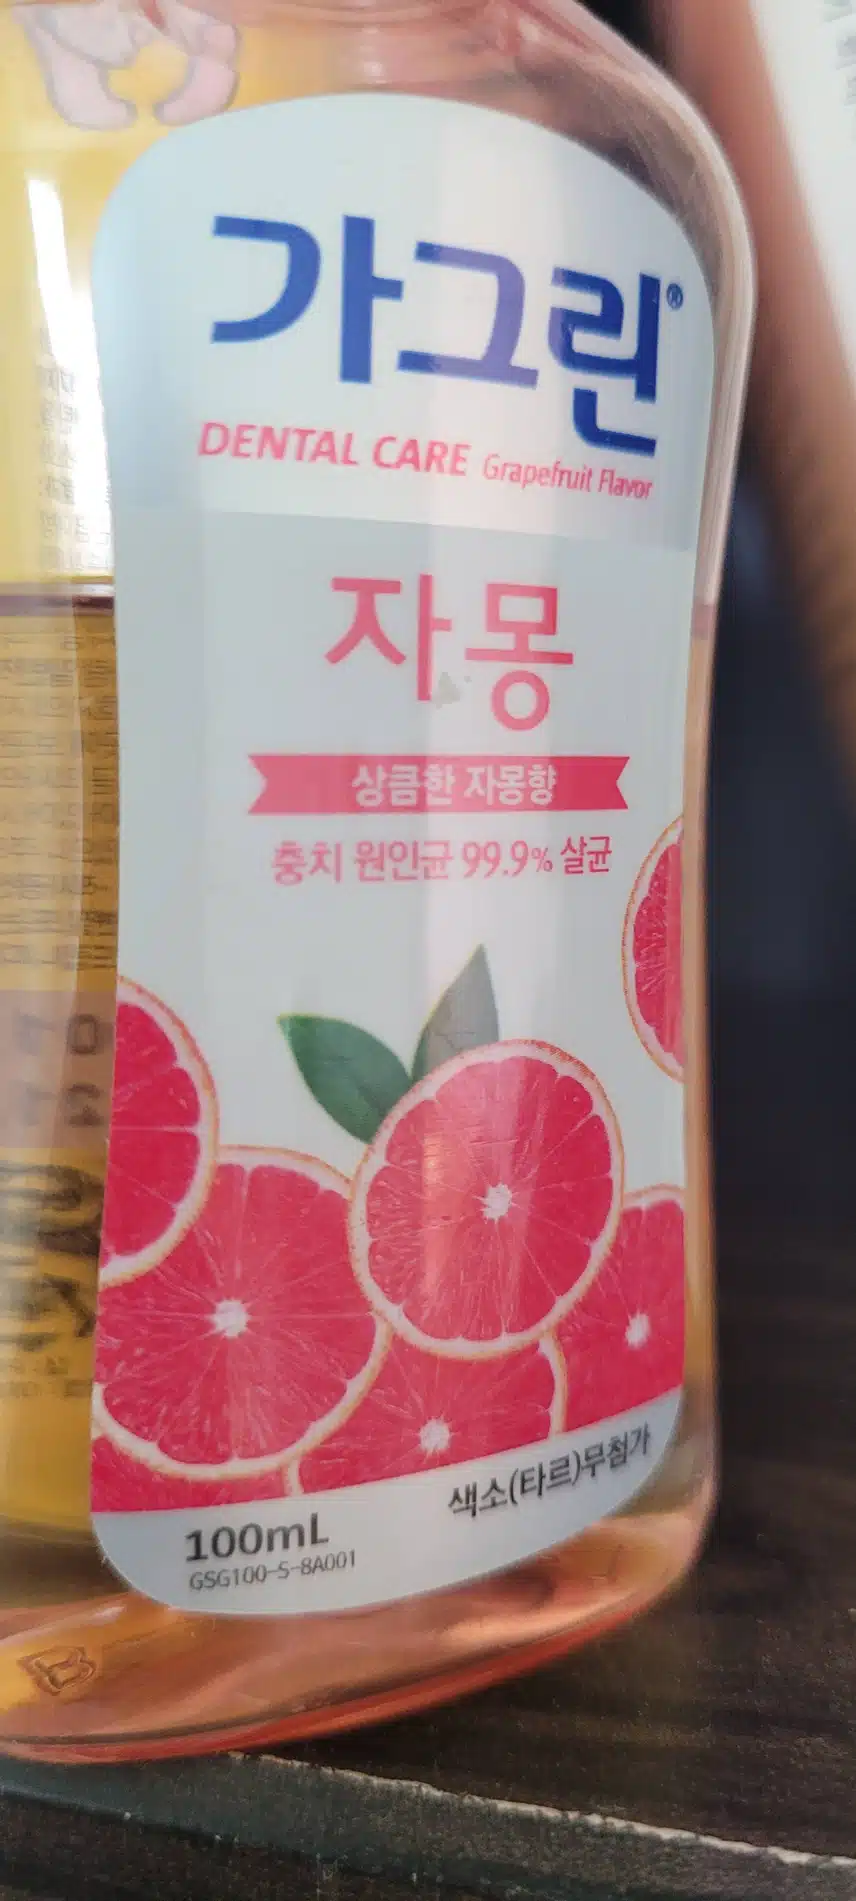 가그린®
DENTAL CARE Grapefruit Flavor
자몽
상큼한 자몽향
충치 원인균 99.9% 살균
색소(타르)무첨가
100mL
GSG100-S-8A001